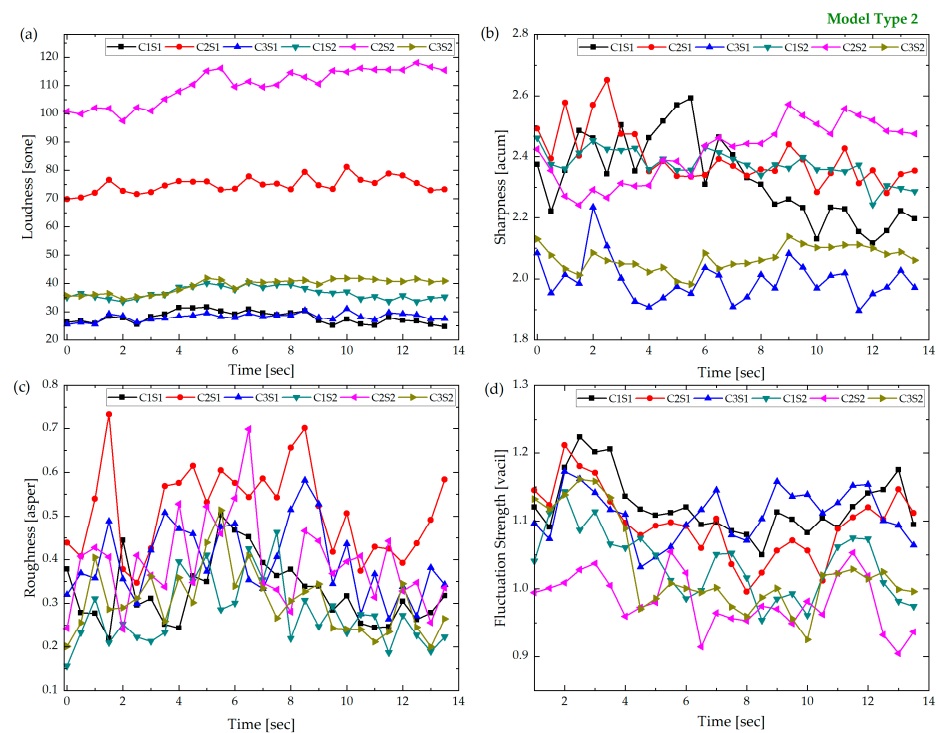 Model Type 2
(a)
C1S1 C2S1 C3S1 C1S2 C2S2 C3S2
120
110
100
90
80
70
60
50
40
30
20
Loudness [sone]
0 2 4 6 8 10 12 14
Time [sec]
(b)
C1S1 C2S1 C3S1 C1S2 C2S2 C3S2
2.8
2.6
2.4
2.2
2.0
1.8
Sharpness [acum]
0 2 4 6 8 10 12 14
Time [sec]
(c)
C1S1 C2S1 C3S1 C1S2 C2S2 C3S2
0.8
0.7
0.6
0.5
0.4
0.3
0.2
0.1
Roughness [asper]
0 2 4 6 8 10 12 14
Time [sec]
(d)
C1S1 C2S1 C3S1 C1S2 C2S2 C3S2
1.3
1.2
1.1
1.0
0.9
Fluctuation Strength [vacil]
2 4 6 8 10 12 14
Time [sec]